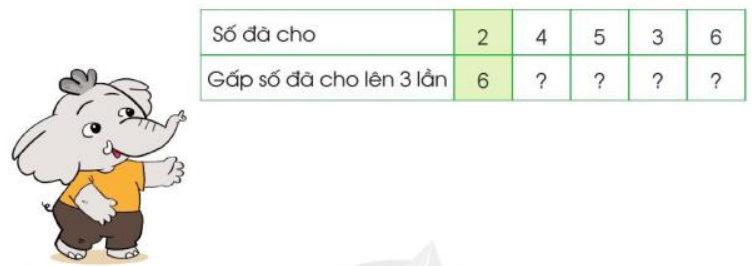 Số đã cho 2 4 5 3 6
Gấp số đã cho lên 3 lần 6 ? ? ? ?